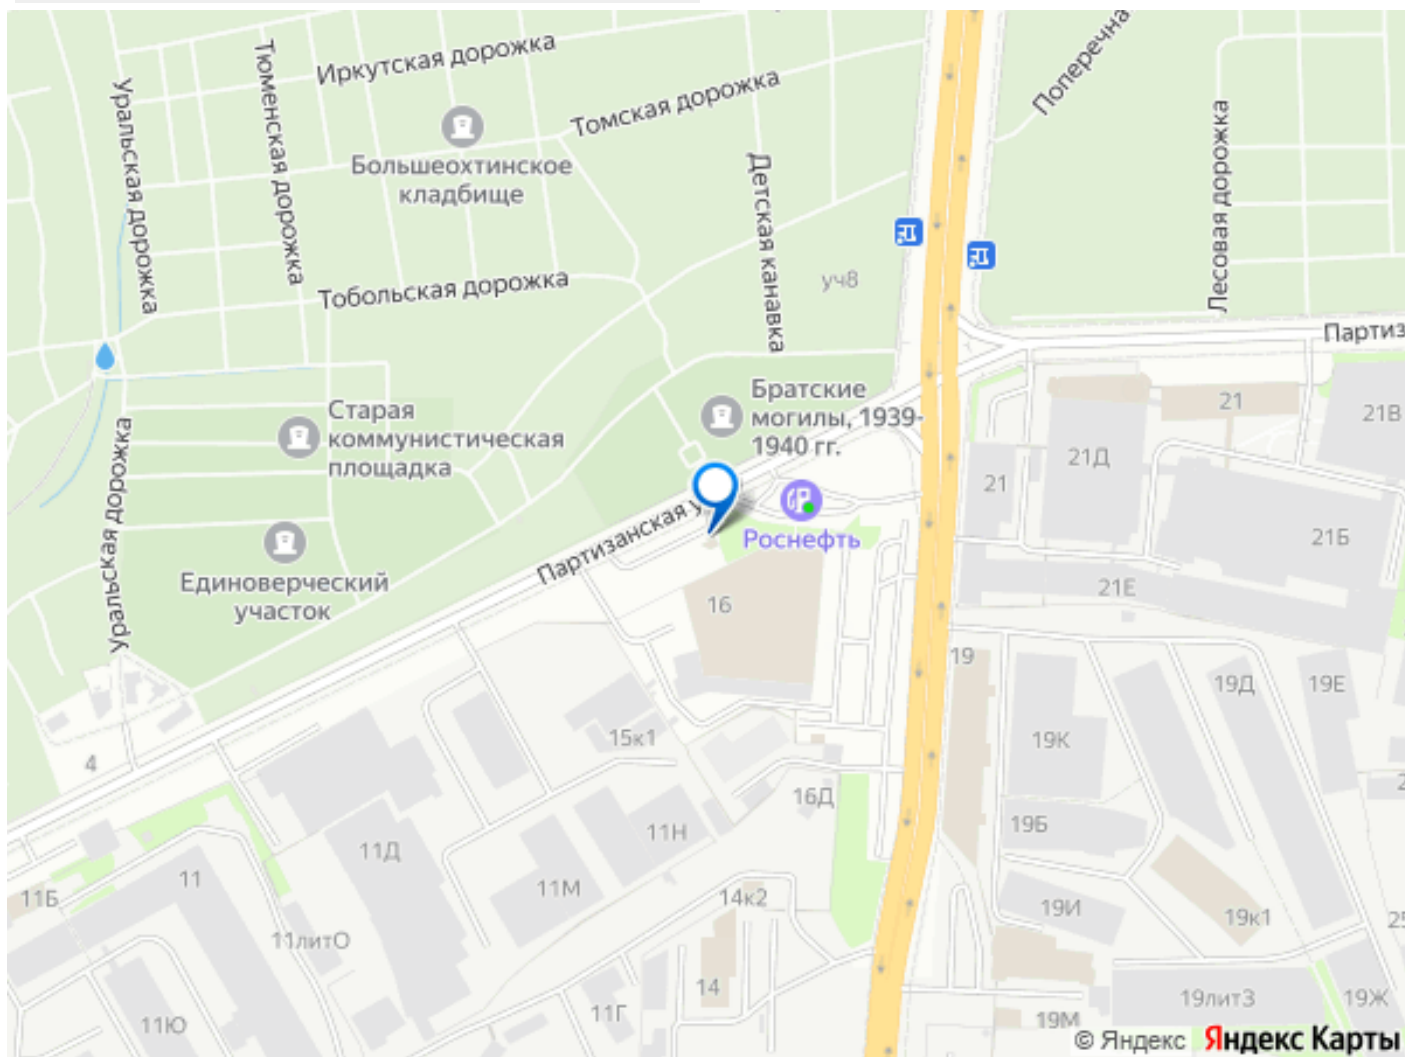 Иркутская дорожка
Поперечна
Тюменская дорожка
Уральская дорожка
Томская дорожка
Лесовая дорожка
Большеохтинское
кладбище
Детская канавка
Тобольская дорожка
уч8
Партиз
Братские
могилы, 1939-
1940 гг.
Старая
коммунистическая
площадка
21
21В
21Д
21
Уральская дорожка
Партизанская у
Роснефть
21Б
Единоверческий
участок
21Е
16
19
19Д
19Е
15к1
19К
4
16Д
11Н
19Б
11Д
11
11М
11Б
14к2
19И
19к1
25
11литО
14
11Г
11Ю
19лит3
19Ж
19М
© Яндекс Яндекс Карты